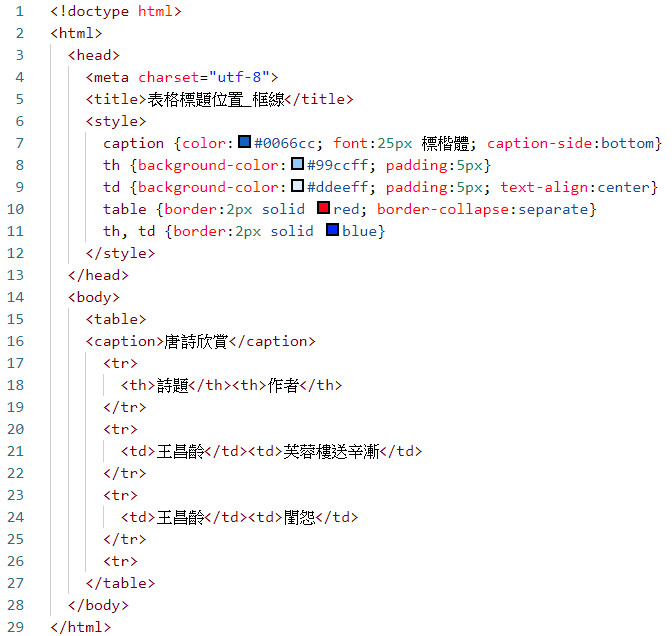 1 <!doctype html>
2 <html>
3 <head>
4 <meta charset="utf-8">
5 <title>表格標題位置_框線</title>
6 <style>
7 caption {color:#0066cc; font:25px 標楷體; caption-side:bottom}
8 th {background-color:#99ccff; padding:5px}
9 td {background-color:#ddeeff; padding:5px; text-align:center}
10 table {border:2px solid red; border-collapse:separate}
11 th, td {border:2px solid blue}
12 </style>
13 </head>
14 <body>
15 <table>
16 <caption>唐詩欣賞</caption>
17 <tr>
18 <th>詩題</th><th>作者</th>
19 </tr>
20 <tr>
21 <td>王昌齡</td><td>芙蓉樓送辛漸</td>
22 </tr>
23 <tr>
24 <td>王昌齡</td><td>閨怨</td>
25 </tr>
26 <tr>
27 </table>
28 </body>
29 </html>